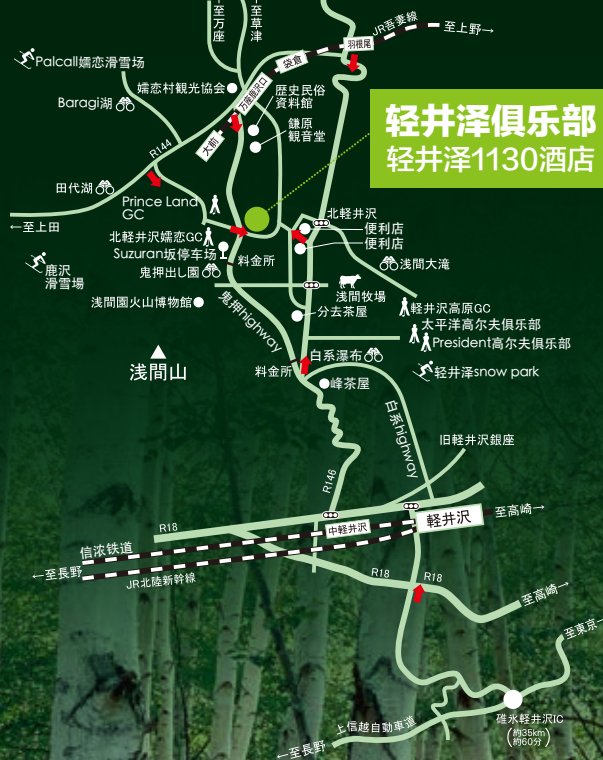 至万座
至草津
JR吾妻線
至上野→
羽根尾
袋倉
Palcall嬬恋滑雪场
嬬恋村観光協会
万座鹿沢口
歴史民俗
資料館
Baragi湖
鎌原
観音堂
大前
R144
轻井泽俱乐部
轻井泽1130酒店
田代湖
Prince Land
GC
←至上田
北軽井沢
便利店
便利店
北軽井沢嬬恋GC
Suzuran坂停车场
料金所
鬼押出し園
浅間大滝
鹿沢
滑雪場
浅間牧場
浅間園火山博物館
鬼押highway
分去茶屋
軽井沢高原GC
太平洋高尔夫俱乐部
President高尔夫俱乐部
浅間山
白系瀑布
料金所
峰茶屋
轻井泽snow park
白系highway
旧軽井沢銀座
R146
R18
中軽井沢
軽井沢
至高崎→
信浓鉄道
←至長野
JR北陸新幹線
R18
R18
至高崎→
至東京→
碓氷軽井沢IC
(約35km
約60分)
上信越自動車道
←至長野